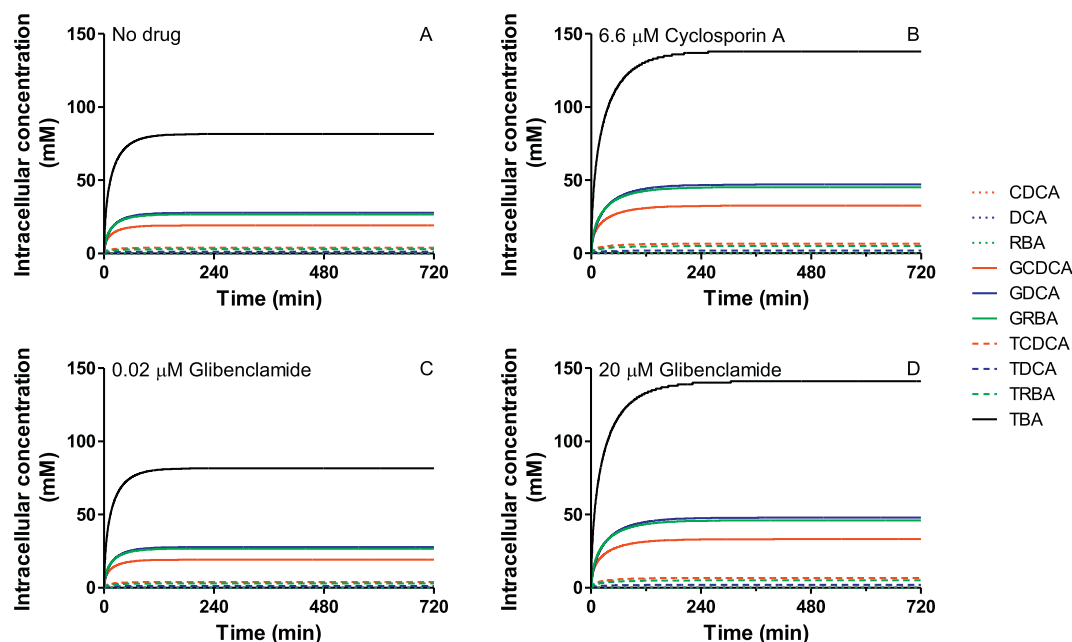 No drug
A
150
100
50
0
0
240
480
720
Intracellular concentration
(mM)
Time (min)
6.6 μM Cyclosporin A
B
150
100
50
0
0
240
480
720
Intracellular concentration
(mM)
Time (min)
0.02 μM Glibenclamide
C
150
100
50
0
0
240
480
720
Intracellular concentration
(mM)
Time (min)
20 μM Glibenclamide
D
150
100
50
0
0
240
480
720
Intracellular concentration
(mM)
Time (min)
CDCA
DCA
RBA
GCDCA
GDCA
GRBA
TCDCA
TDCA
TRBA
TBA